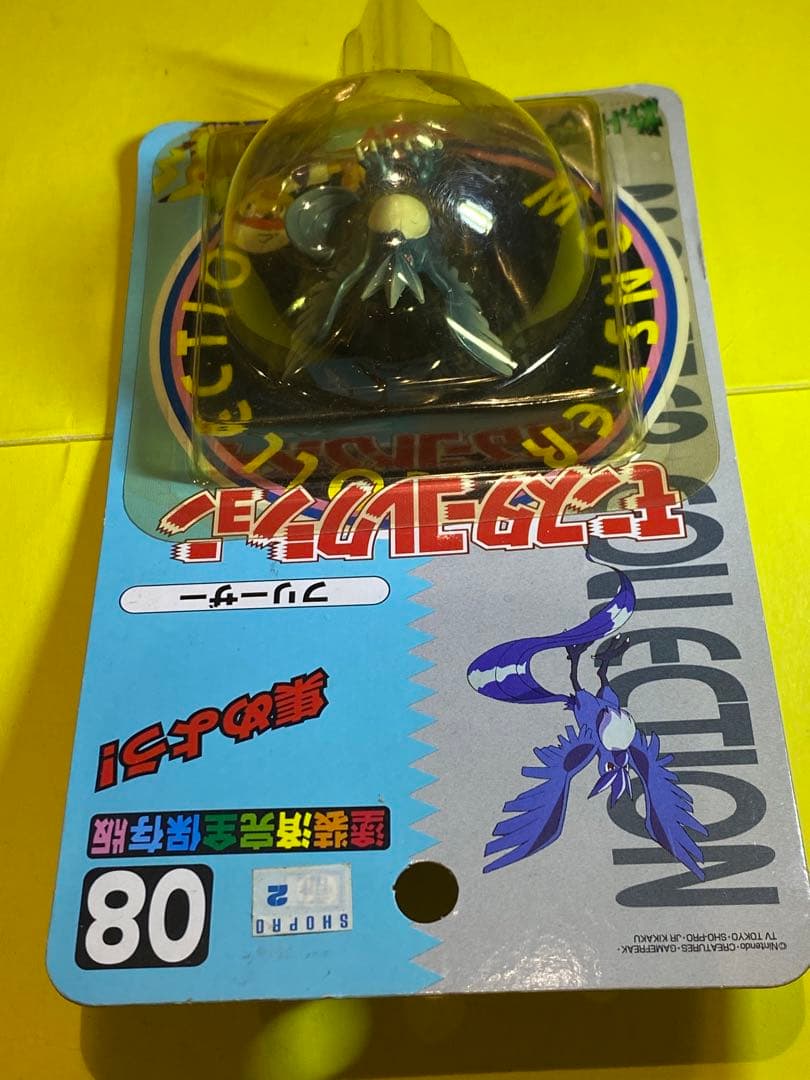 ©Nintendo・CREATURES・GAMEFREAK・
TV TOKYO・SHO-PRO・JR KIKAKU
SHOPRO
2
塗装済完全保存版
集めよう!
フリーザー
モンスターコレクション
MONSTER COLLECTION
MONSTER COLLECTION